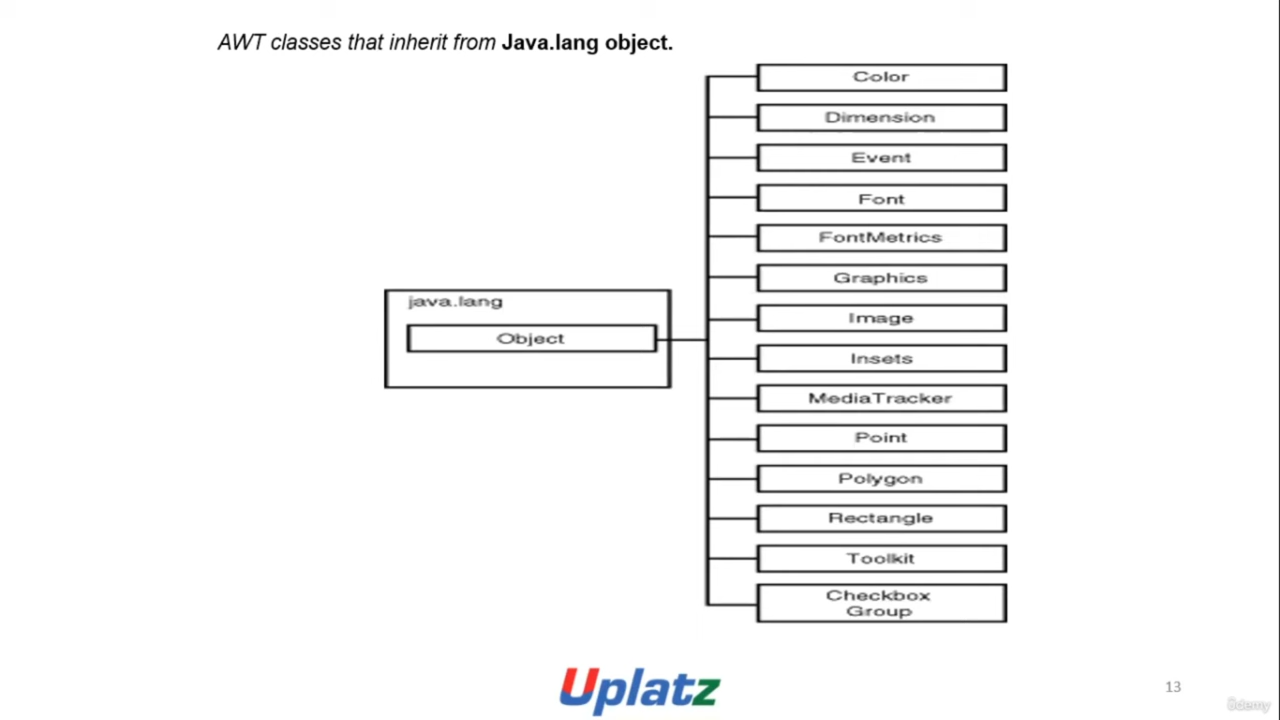 AWT classes that inherit from Java.lang object.
Color
Dimension
Event
Font
FontMetrics
Graphics
java.lang
Object
Image
Insets
MediaTracker
Point
Polygon
Rectangle
Toolkit
Checkbox
Group
Uplatz
13
ûdemy